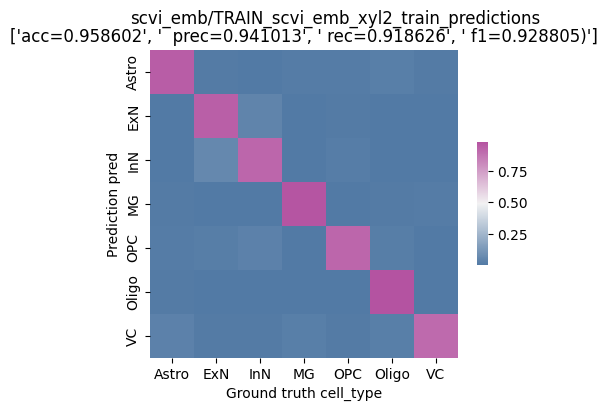 scvi_emb/TRAIN_scvi_emb_xyl2_train_predictions
['acc=0.958602', '  prec=0.941013', ' rec=0.918626', ' f1=0.928805)']
Astro
ExN
InN
MG
OPC
Oligo
VC
Prediction pred
0.75
0.50
0.25
Astro ExN InN MG OPC Oligo VC
Ground truth cell_type